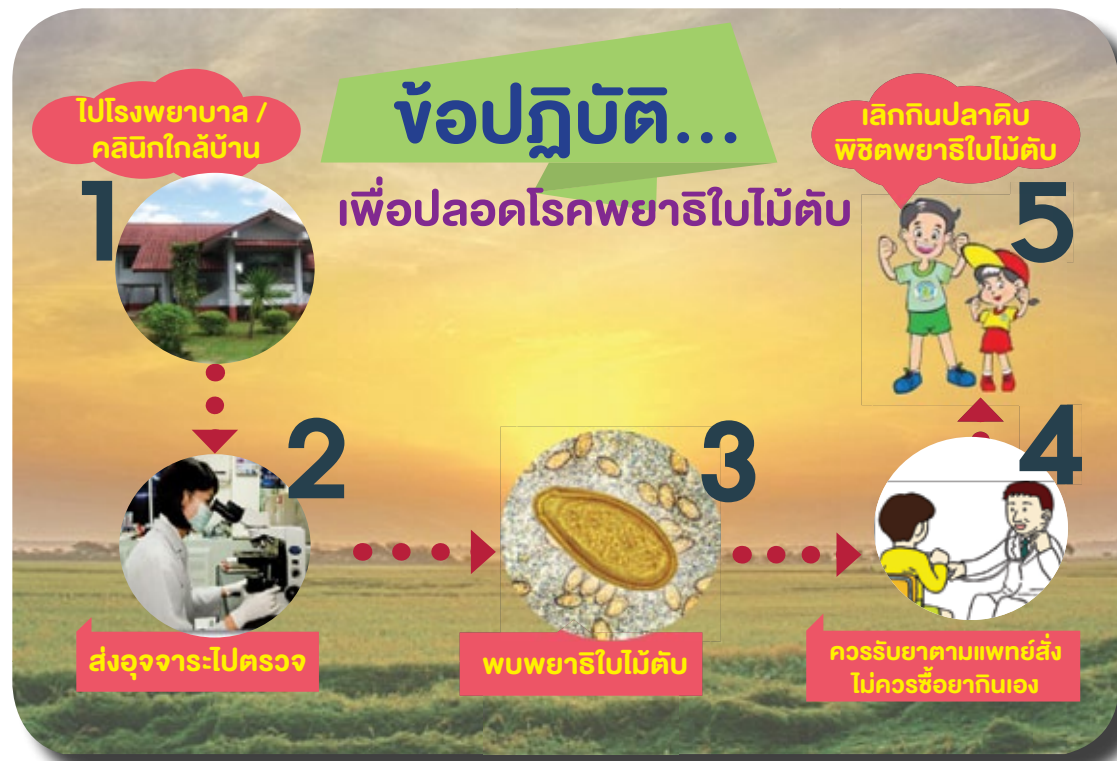 ข้อปฏิบัติ...
เพื่อปลอดโรคพยาธิใบไม้ตับ
ไปโรงพยาบาล /
คลินิกใกล้บ้าน
1
2
ส่งอุจจาระไปตรวจ
3
พบพยาธิใบไม้ตับ
4
ควรรับยาตามแพทย์สั่ง
ไม่ควรซื้อยากินเอง
เลิกกินปลาดิบ
พิชิตพยาธิใบไม้ตับ
5